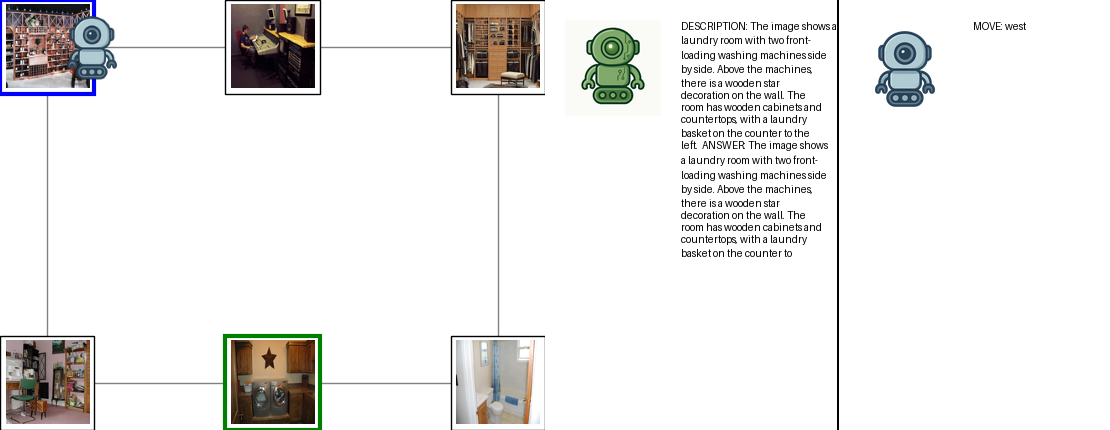 DESCRIPTION: The image shows a
laundry room with two front-
loading washing machines side
by side. Above the machines,
there is a wooden star
decoration on the wall. The
room has wooden cabinets and
countertops, with a laundry
basket on the counter to the
left. ANSWER: The image shows
a laundry room with two front-
loading washing machines side
by side. Above the machines,
there is a wooden star
decoration on the wall. The
room has wooden cabinets and
countertops, with a laundry
basket on the counter to
MOVE: west